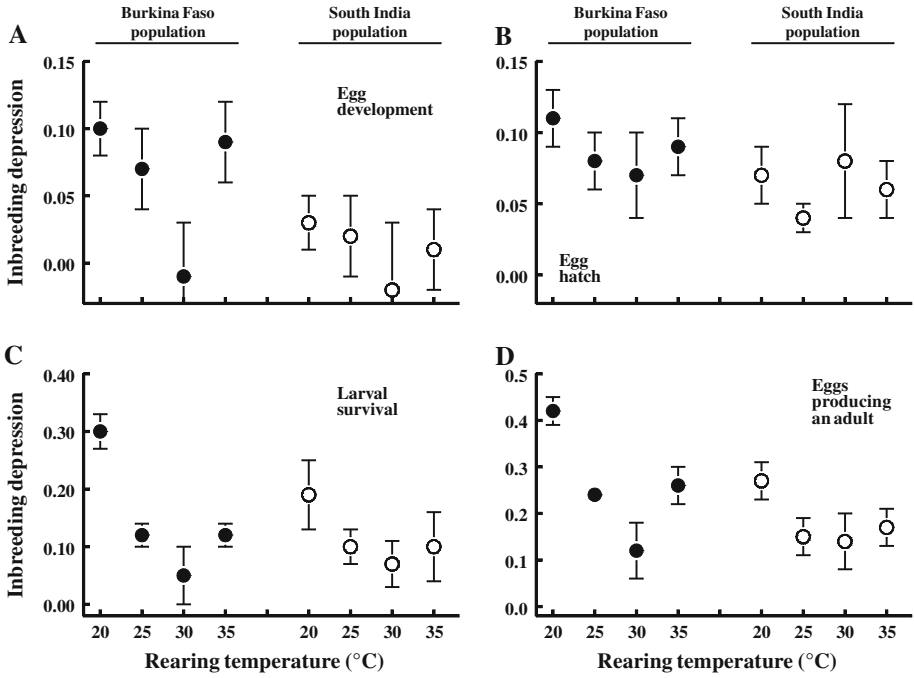 A
Burkina Faso
population
South India
population
B
Burkina Faso
population
South India
population
Inbreeding depression
0.15
0.10
0.05
0.00
Egg
development
0.15
0.10
0.05
0.00
Egg
hatch
C
Inbreeding depression
0.40
0.30
0.20
0.10
0.00
Larval
survival
20 25 30 35 20 25 30 35
Rearing temperature (°C)
D
0.5
0.4
0.3
0.2
0.1
0.0
Eggs
producing
an adult
20 25 30 35 20 25 30 35
Rearing temperature (°C)